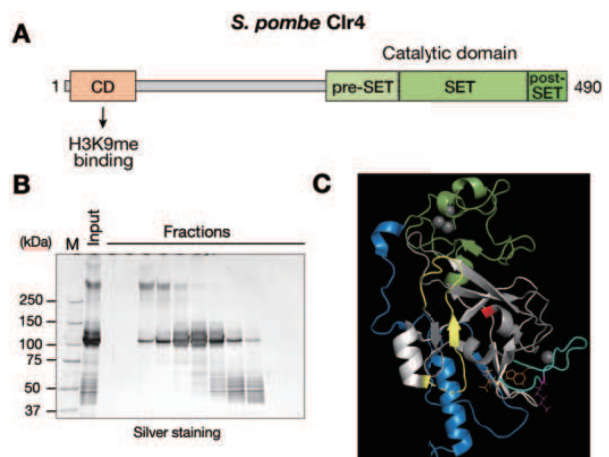 S. pombe Clr4
A
Catalytic domain
1 CD pre-SET SET post-SET 490
H3K9me
binding
B
C
(kDa) M Input Fractions
250
150
100
75
50
37
Silver staining